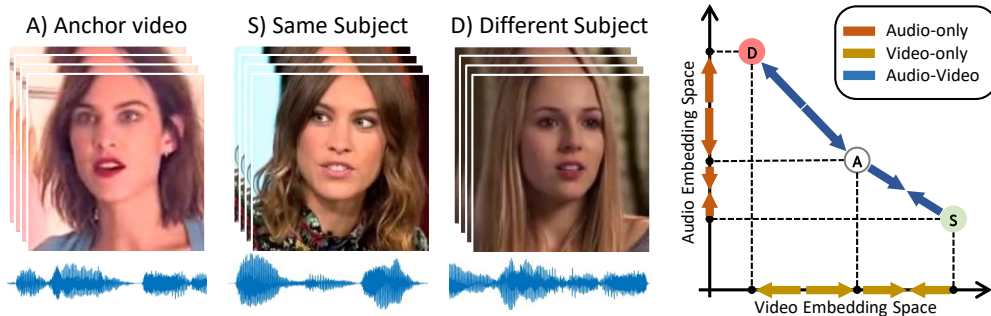 A) Anchor video
S) Same Subject
D) Different Subject
Audio-only
Video-only
Audio-Video
D
A
S
Audio Embedding Space
Video Embedding Space